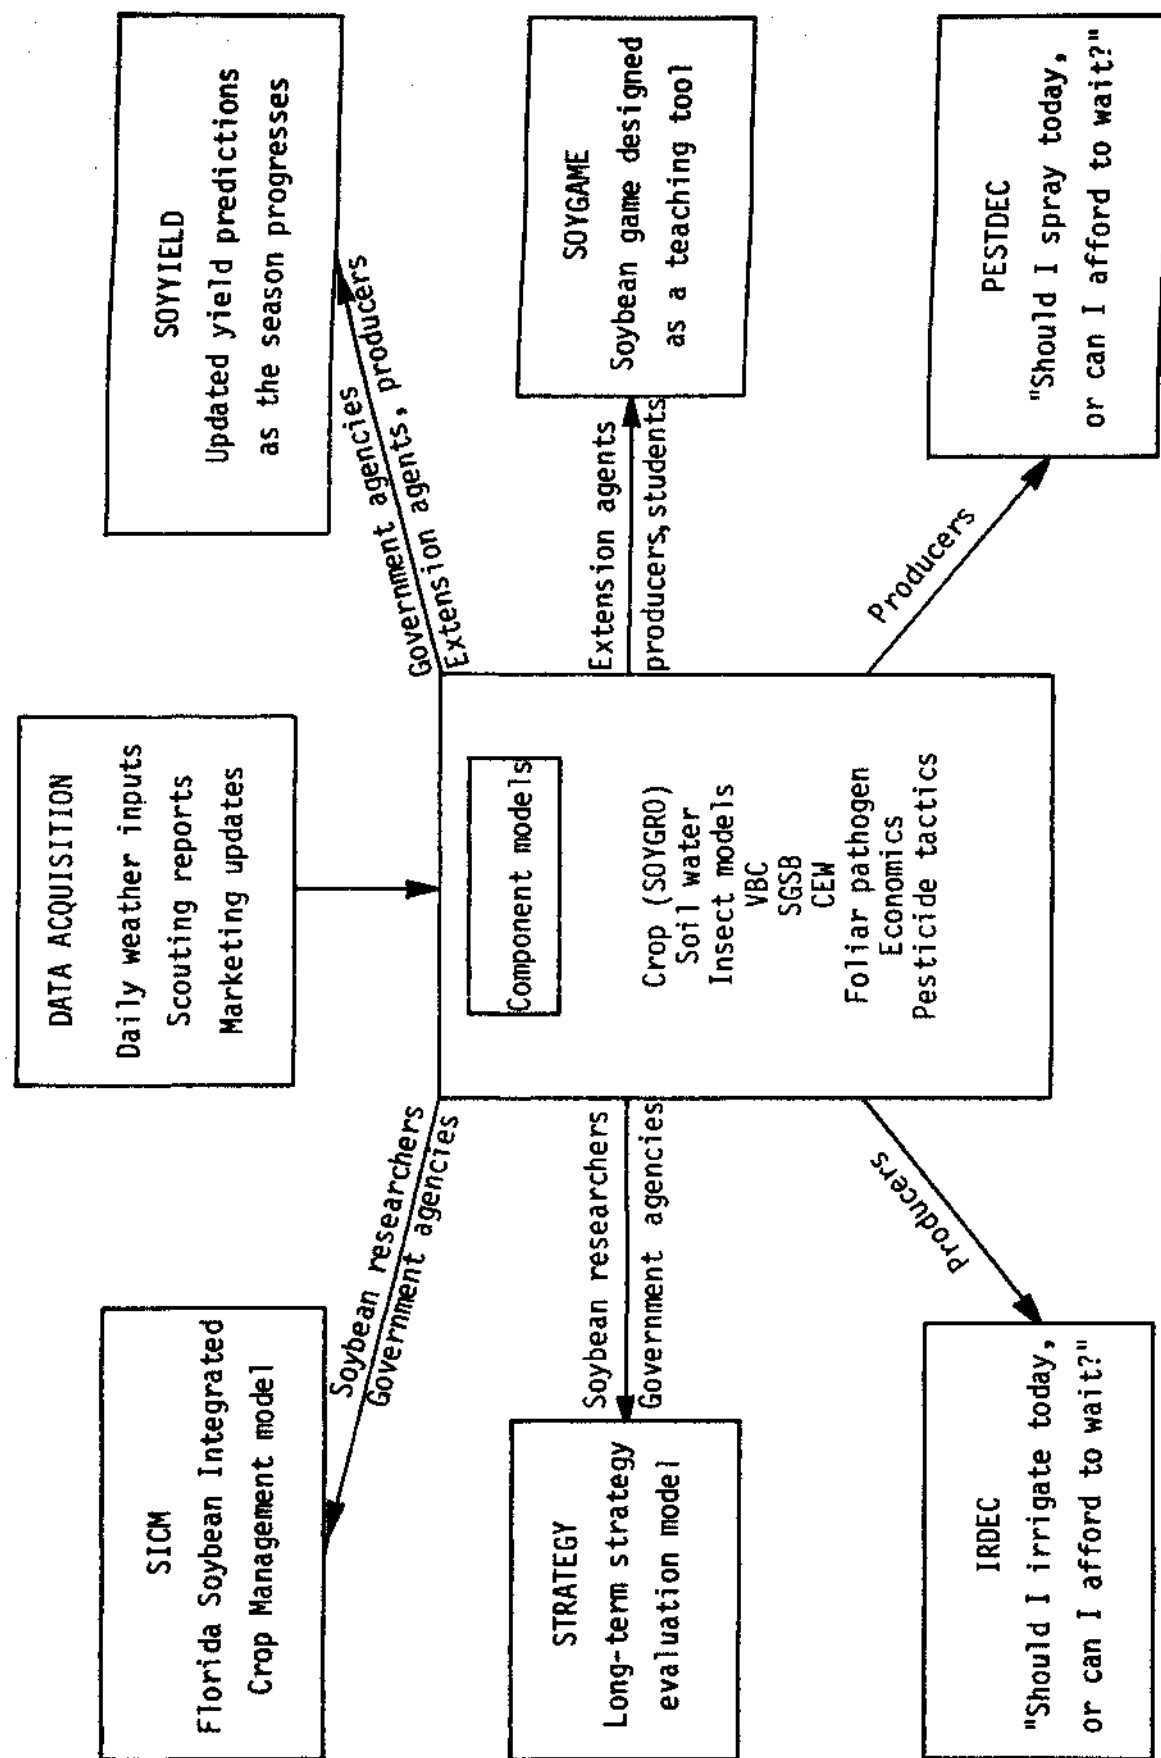 DATA ACQUISITION
Daily weather inputs
Scouting reports
Marketing updates
SICM
Florida Soybean Integrated
Crop Management model
Soybean researchers
Government agencies
Government agencies
Extension agents, producers
SOYYIELD
Updated yield predictions
as the season progresses
STRATEGY
Long-term strategy
evaluation model
Soybean researchers
Government agencies
Component models
Crop (SOYGRO)
Soil water
Insect models
VBC
SGSB
CEW
Foliar pathogen
Economics
Pesticide tactics
Extension agents
producers,students
SOYGAME
Soybean game designed
as a teaching tool
IRDEC
"Should I irrigate today,
or can I afford to wait?"
Producers
Producers
PESTDEC
"Should I spray today,
or can I afford to wait?"